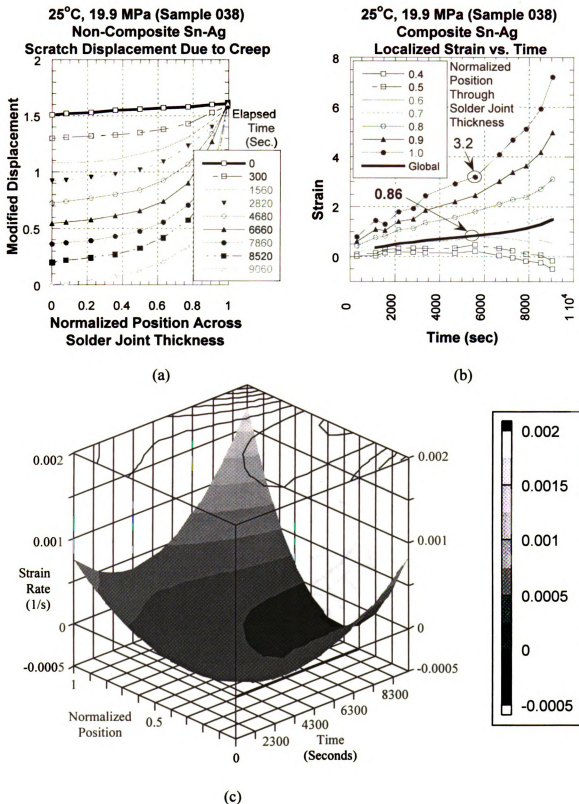 25°C, 19.9 MPa (Sample 038)
Non-Composite Sn-Ag
Scratch Displacement Due to Creep
2
1.5
1
0.5
0
Modified Displacement
Elapsed
Time
(Sec.)
0
300
1560
2820
4680
6660
7860
8520
9060
0 0.2 0.4 0.6 0.8 1
Normalized Position Across
Solder Joint Thickness
(a)
25°C, 19.9 MPa (Sample 038)
Composite Sn-Ag
Localized Strain vs. Time
8
6
4
2
0
Strain
0.4
0.5
0.6
0.7
0.8
0.9
1.0
Global
Normalized
Position
Through
Solder Joint
Thickness
3.2
0.86
0 2000 4000 6000 8000 1 10⁴
Time (sec)
(b)
0.002
0.001
Strain
Rate
(1/s)
0
-0.0005
0.002
0.001
0
-0.0005
1
0.5
0
Normalized
Position
2300
4300
6300
8300
Time
(Seconds)
0.002
0.0015
0.001
0.0005
0
-0.0005
(c)